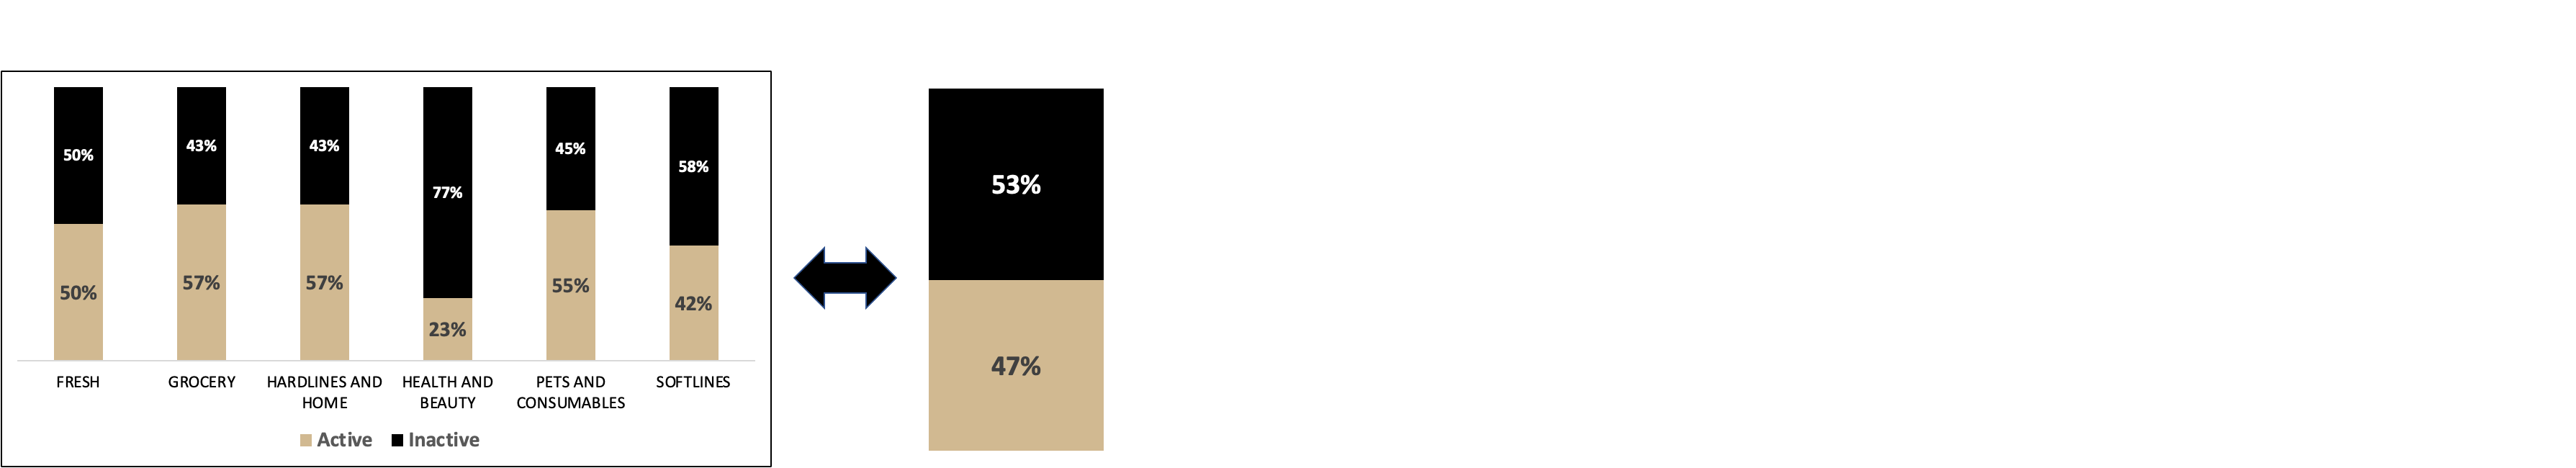 50%
43%
43%
77%
45%
58%
50%
57%
57%
23%
55%
42%
FRESH
GROCERY
HARDLINES AND
HOME
HEALTH AND
BEAUTY
PETS AND
CONSUMABLES
SOFTLINES
Active
Inactive
53%
47%